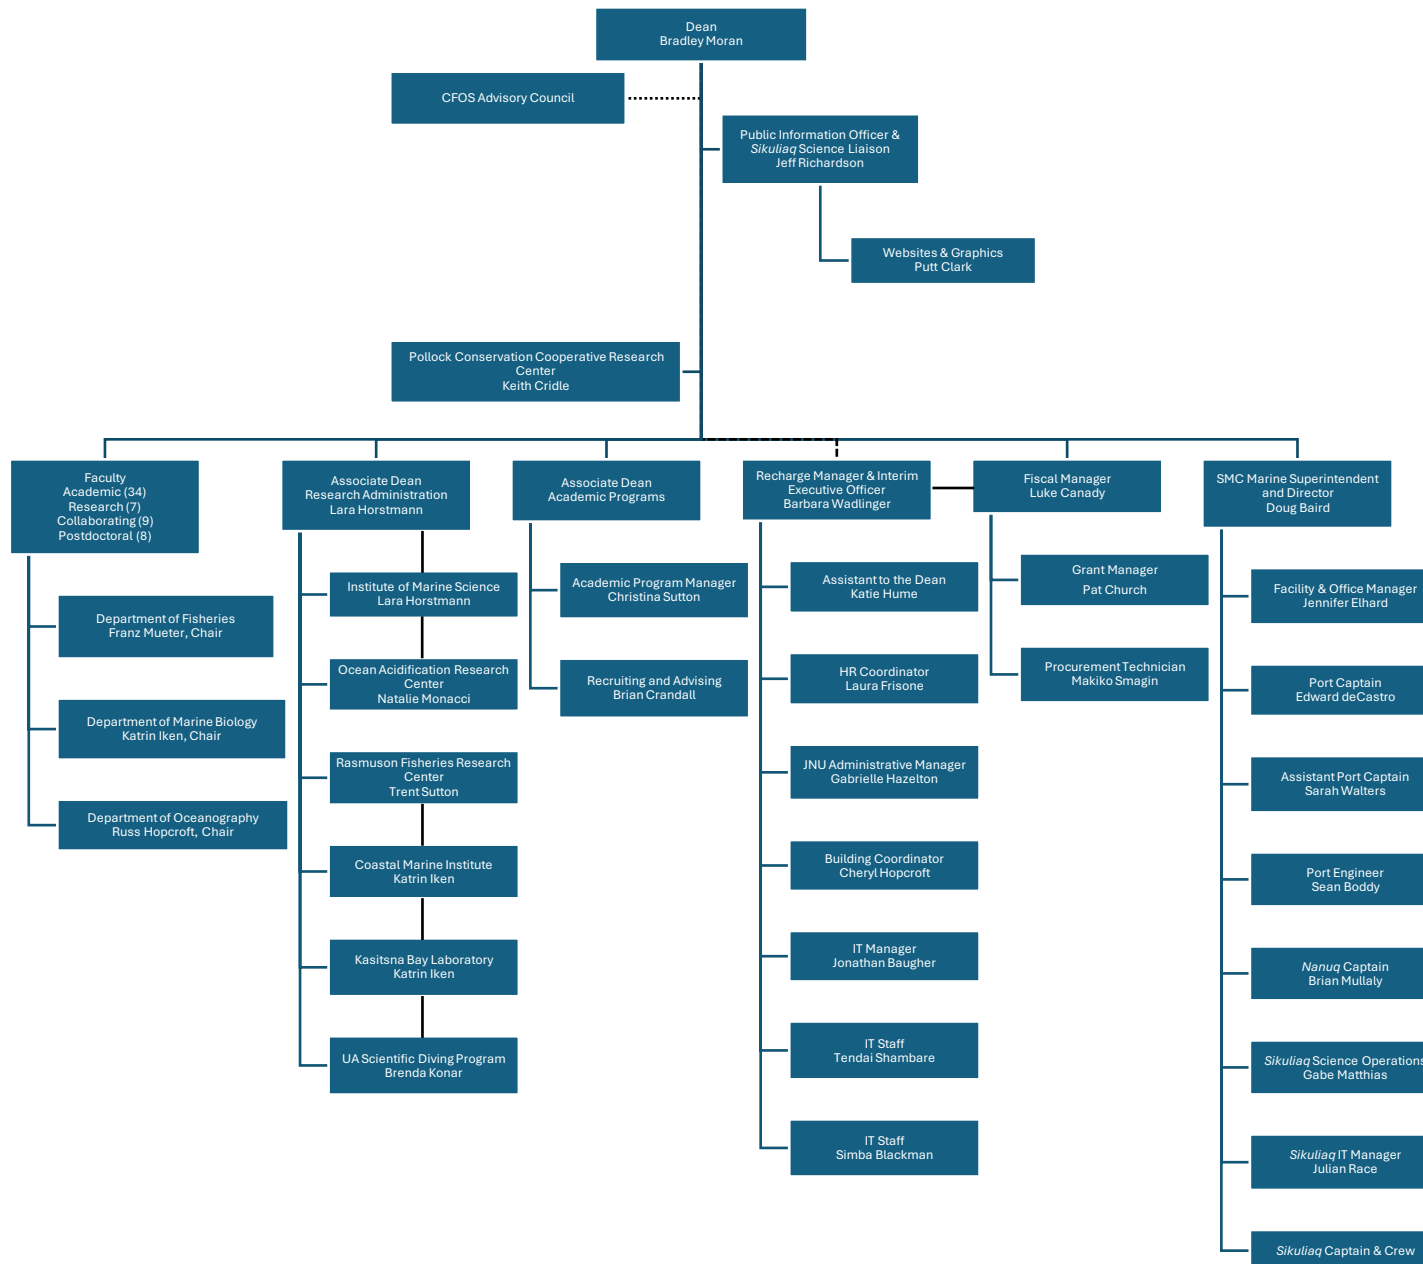 Dean
Bradley Moran
CFOS Advisory Council
Public Information Officer &
Sikuliaq Science Liaison
Jeff Richardson
Websites & Graphics
Putt Clark
Pollock Conservation Cooperative Research
Center
Keith Cridle
Faculty
Academic (34)
Research (7)
Collaborating (9)
Postdoctoral (8)
Department of Fisheries
Franz Mueter, Chair
Department of Marine Biology
Katrin Iken, Chair
Department of Oceanography
Russ Hopcroft, Chair
Associate Dean
Research Administration
Lara Horstmann
Institute of Marine Science
Lara Horstmann
Ocean Acidification Research
Center
Natalie Monacci
Rasmuson Fisheries Research
Center
Trent Sutton
Coastal Marine Institute
Katrin Iken
Kasitsna Bay Laboratory
Katrin Iken
UA Scientific Diving Program
Brenda Konar
Associate Dean
Academic Programs
Academic Program Manager
Christina Sutton
Recruiting and Advising
Brian Crandall
Recharge Manager & Interim
Executive Officer
Barbara Wadlinger
Assistant to the Dean
Katie Hume
HR Coordinator
Laura Frisone
JNU Administrative Manager
Gabrielle Hazelton
Building Coordinator
Cheryl Hopcroft
IT Manager
Jonathan Baugher
IT Staff
Tendai Shambare
IT Staff
Simba Blackman
Fiscal Manager
Luke Canady
Grant Manager
Pat Church
Procurement Technician
Makiko Smagin
SMC Marine Superintendent
and Director
Doug Baird
Facility & Office Manager
Jennifer Elhard
Port Captain
Edward deCastro
Assistant Port Captain
Sarah Walters
Port Engineer
Sean Boddy
Nanuq Captain
Brian Mullaly
Sikuliaq Science Operations
Gabe Matthias
Sikuliaq IT Manager
Julian Race
Sikuliaq Captain & Crew